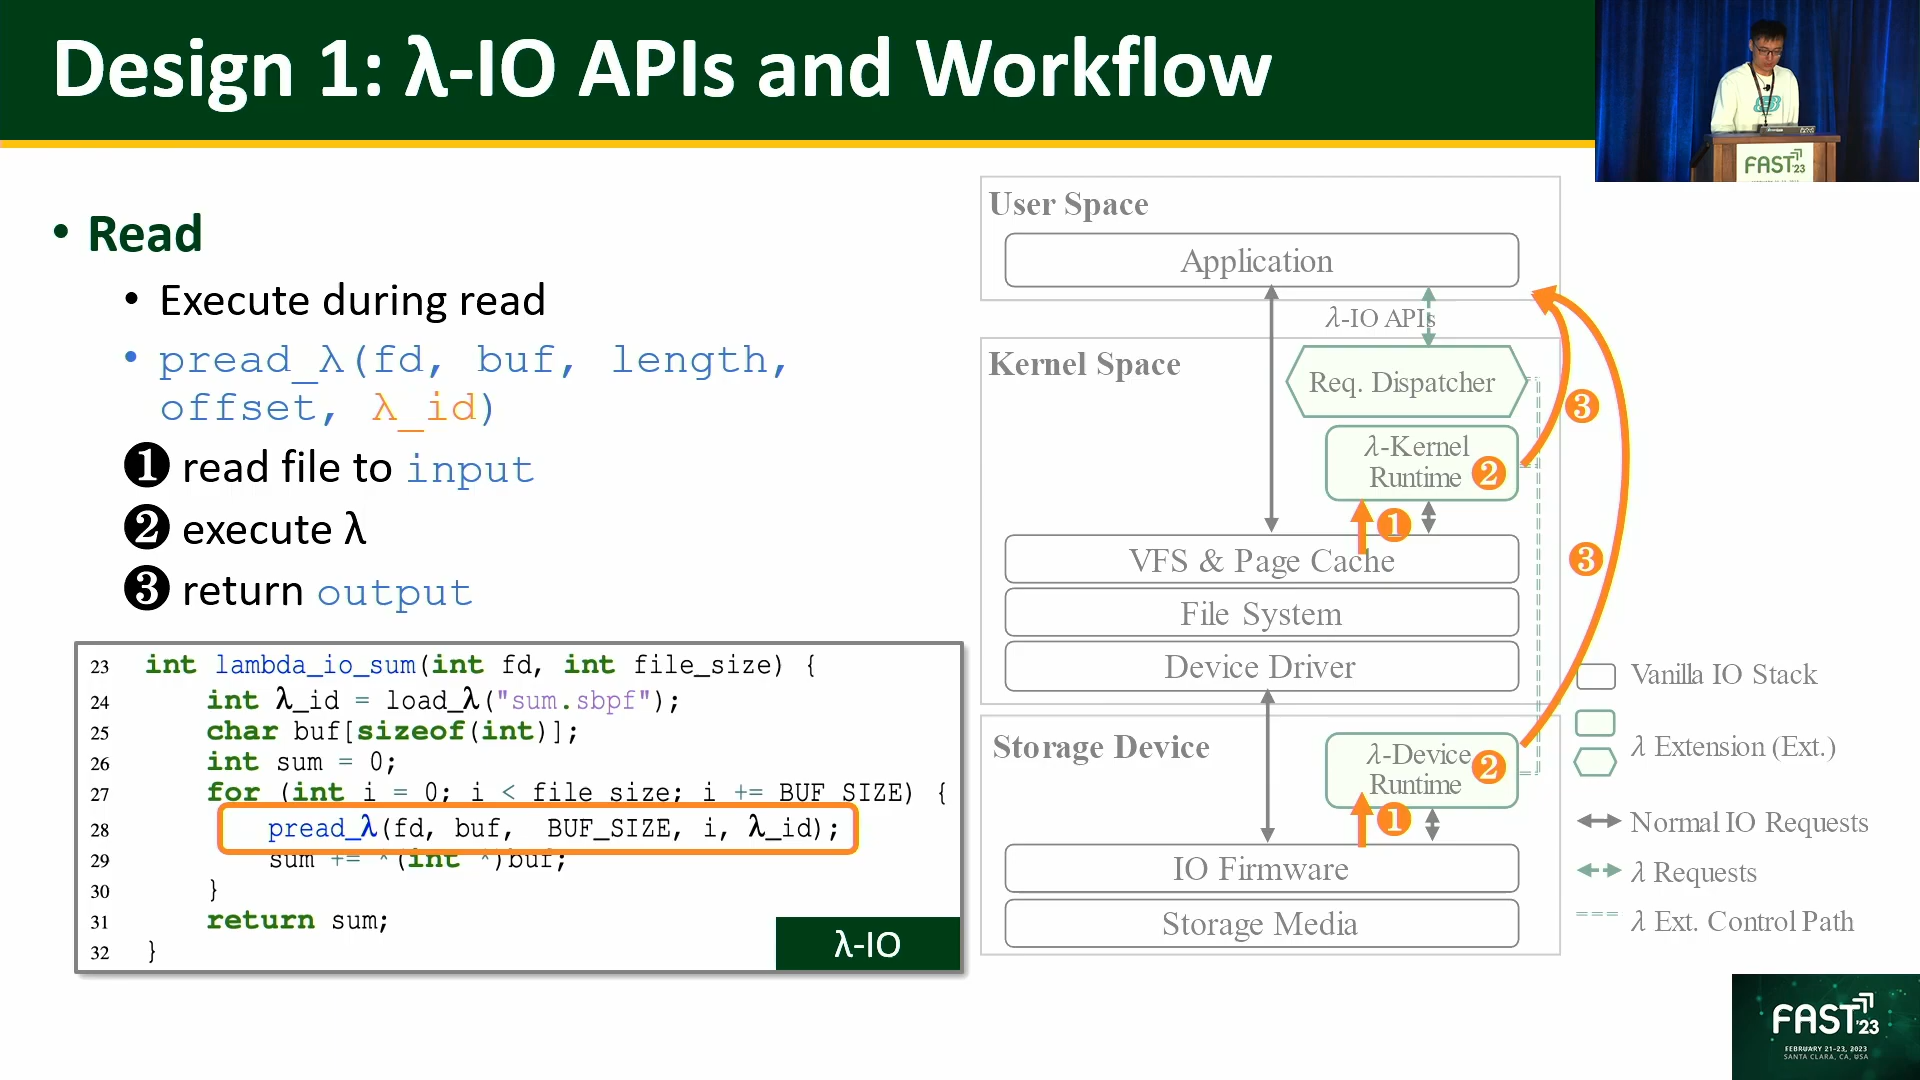 Design 1: λ-IO APIs and Workflow
• Read
• Execute during read
• pread_λ(fd, buf, length,
offset, λ_id)
❶ read file to input
❷ execute λ
❸ return output
23 int lambda_io_sum(int fd, int file_size) {
24 int λ_id = load_λ("sum.sbpf");
25 char buf[sizeof(int)];
26 int sum = 0;
27 for (int i = 0; i < file_size; i += BUF_SIZE) {
28 pread_λ(fd, buf, BUF_SIZE, i, λ_id);
29 sum += *(int *)buf;
30 }
31 return sum;
32 }
λ-IO
User Space
Application
λ-IO APIs
Kernel Space
Req. Dispatcher
❸
λ-Kernel
Runtime ❷
❶
VFS & Page Cache
❸
File System
Device Driver
Storage Device
λ-Device
Runtime ❷
❶
IO Firmware
Storage Media
Vanilla IO Stack
λ Extension (Ext.)
Normal IO Requests
λ Requests
λ Ext. Control Path
FAST'23
FAST'23
FEBRUARY 21-23, 2023
SANTA CLARA, CA, USA